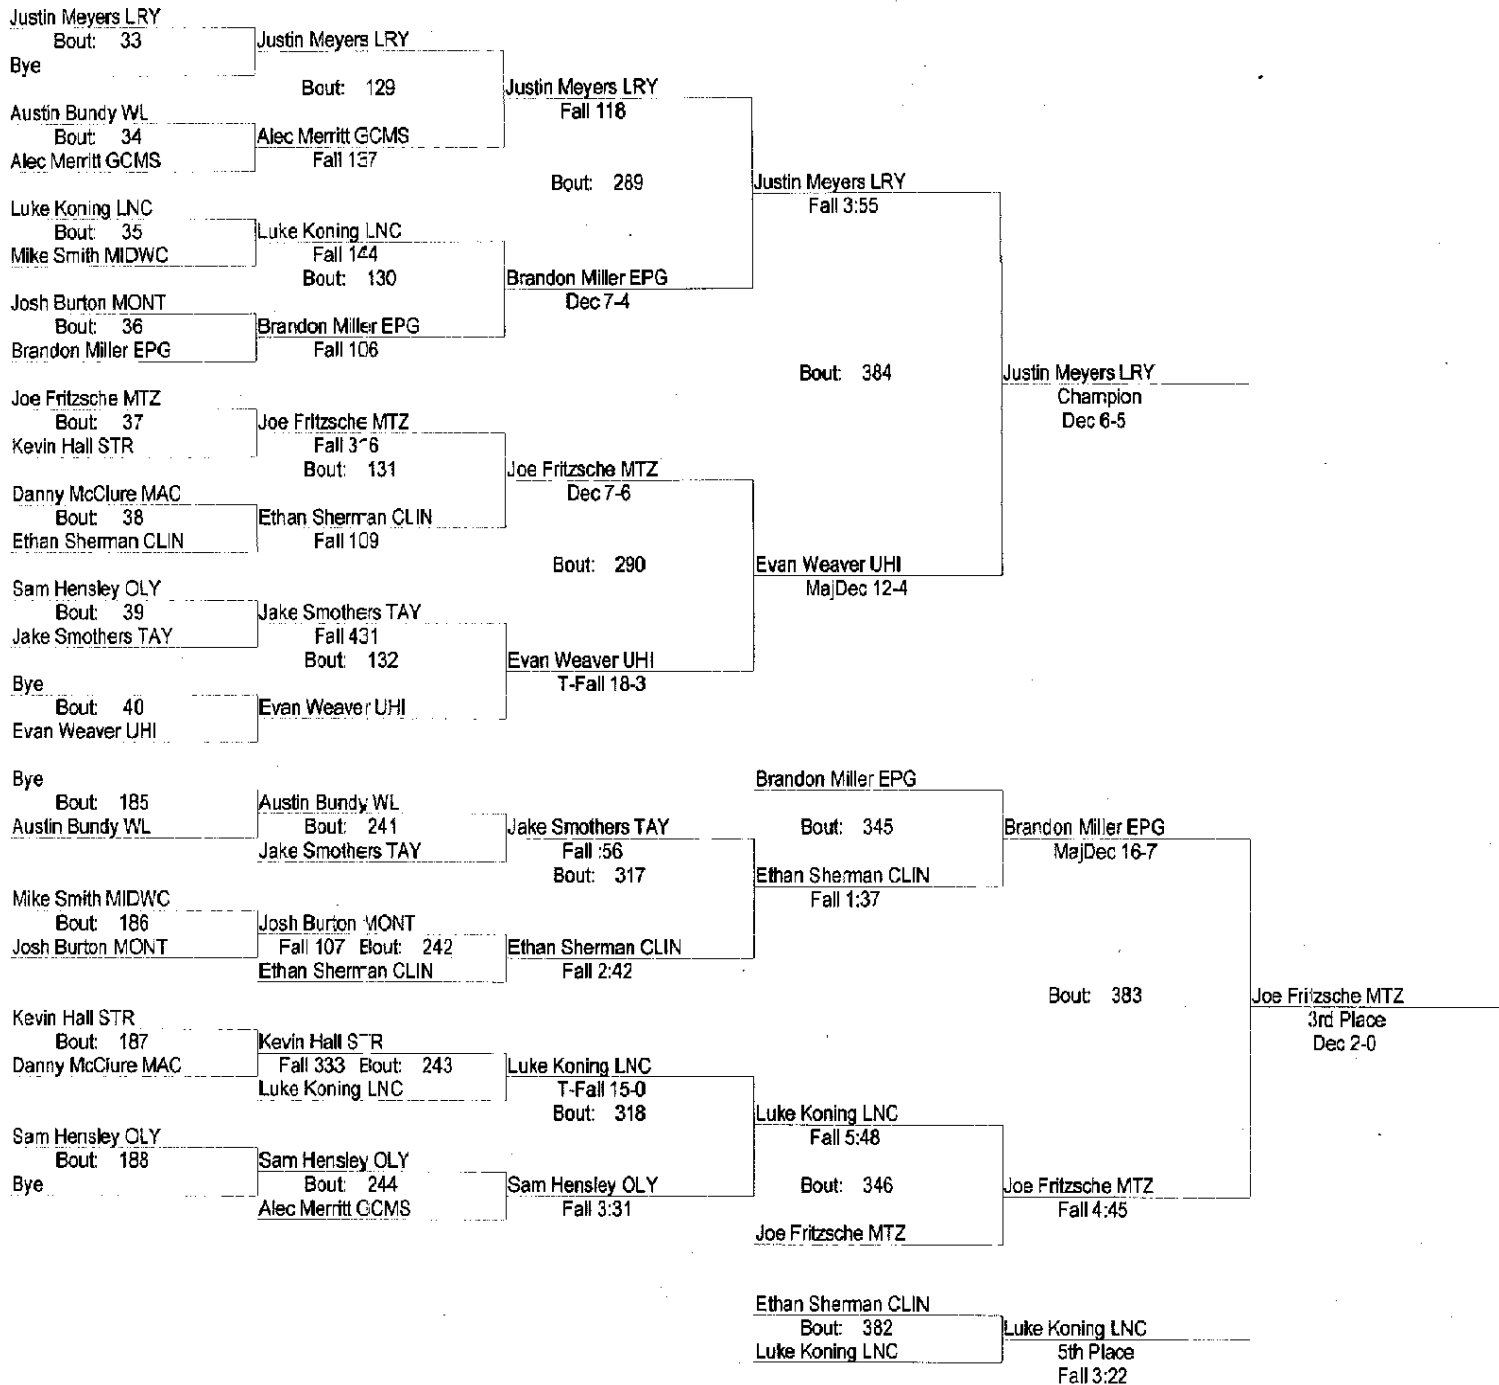 Justin Meyers LRY
Bout: 33
Bye
Justin Meyers LRY
Bout: 129
Austin Bundy WL
Bout: 34
Alec Merritt GCMS
Alec Merritt GCMS
Fall 137
Justin Meyers LRY
Fall 118
Bout: 289
Luke Koning LNC
Bout: 35
Mike Smith MIDWC
Luke Koning LNC
Fall 144
Bout: 130
Josh Burton MONT
Bout: 36
Brandon Miller EPG
Brandon Miller EPG
Fall 106
Brandon Miller EPG
Dec 7-4
Justin Meyers LRY
Fall 3:55
Bout: 384
Joe Fritzsche MTZ
Bout: 37
Kevin Hall STR
Joe Fritzsche MTZ
Fall 316
Bout: 131
Danny McClure MAC
Bout: 38
Ethan Sherman CLIN
Ethan Sherman CLIN
Fall 109
Joe Fritzsche MTZ
Dec 7-6
Bout: 290
Sam Hensley OLY
Bout: 39
Jake Smothers TAY
Jake Smothers TAY
Fall 431
Bout: 132
Bye
Bout: 40
Evan Weaver UHI
Evan Weaver UHI
Evan Weaver UHI
T-Fall 18-3
Evan Weaver UHI
MajDec 12-4
Justin Meyers LRY
Champion
Dec 6-5
Bye
Bout: 185
Austin Bundy WL
Austin Bundy WL
Bout: 241
Jake Smothers TAY
Jake Smothers TAY
Fall :56
Bout: 317
Mike Smith MIDWC
Bout: 186
Josh Burton MONT
Josh Burton MONT
Fall 107 Bout: 242
Ethan Sherman CLIN
Ethan Sherman CLIN
Fall 2:42
Brandon Miller EPG
Bout: 345
Ethan Sherman CLIN
Fall 1:37
Brandon Miller EPG
MajDec 16-7
Bout: 383
Kevin Hall STR
Bout: 187
Danny McClure MAC
Kevin Hall STR
Fall 333 Bout: 243
Luke Koning LNC
Luke Koning LNC
T-Fall 15-0
Bout: 318
Sam Hensley OLY
Bout: 188
Bye
Sam Hensley OLY
Bout: 244
Alec Merritt GCMS
Sam Hensley OLY
Fall 3:31
Luke Koning LNC
Fall 5:48
Bout: 346
Joe Fritzsche MTZ
Joe Fritzsche MTZ
Fall 4:45
Joe Fritzsche MTZ
3rd Place
Dec 2-0
Ethan Sherman CLIN
Bout: 382
Luke Koning LNC
Luke Koning LNC
5th Place
Fall 3:22